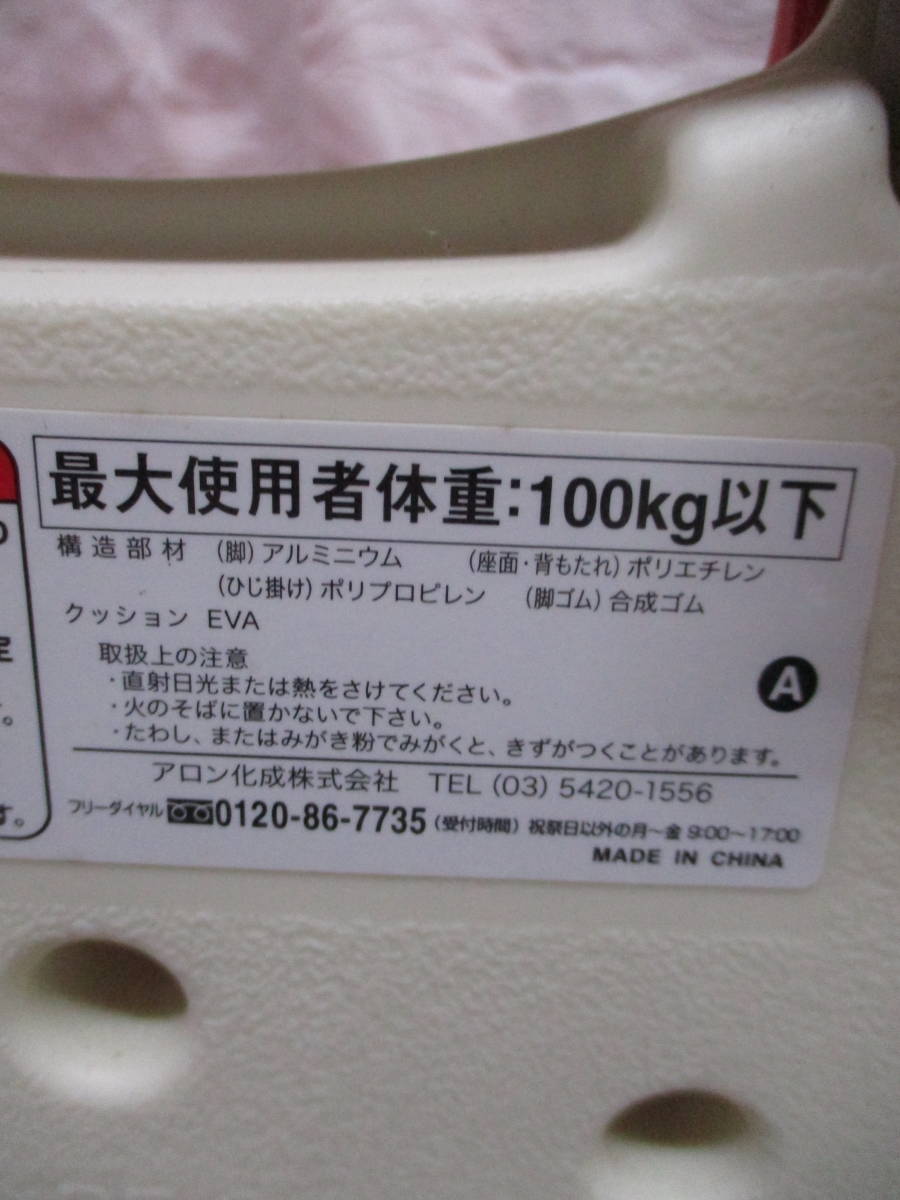 最大使用者体重:100kg以下
構造部材 (脚)アルミニウム (座面・背もたれ)ポリエチレン
(ひじ掛け)ポリプロピレン (脚ゴム)合成ゴム
クッション EVA
取扱上の注意
・直射日光または熱をさけてください。
・火のそばに置かないで下さい。
・たわし、またはみがき粉でみがくと、きずがつくことがあります。
A
アロン化成株式会社 TEL (03) 5420-1556
フリーダイヤル 0120-86-7735 (受付時間) 祝祭日以外の月~金 9:00~17:00
MADE IN CHINA